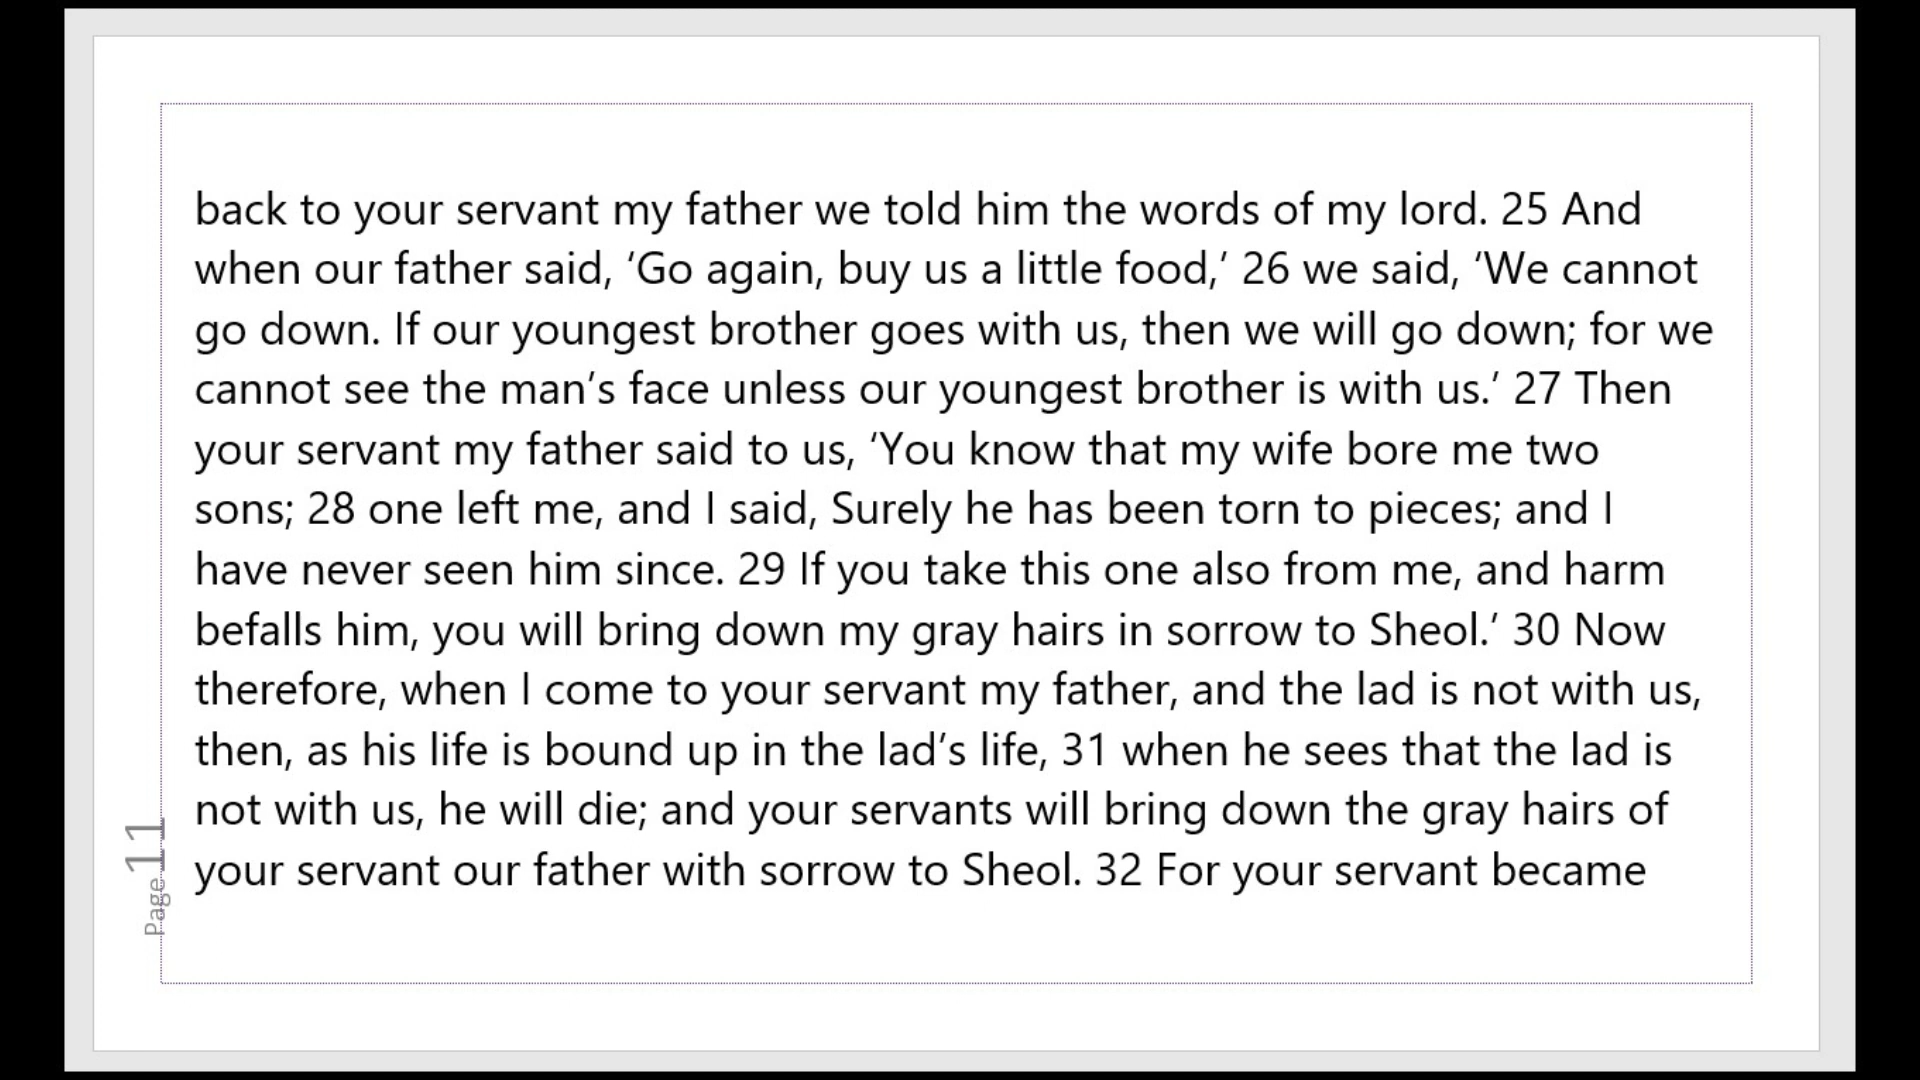 back to your servant my father we told him the words of my lord. 25 And
when our father said, ‘Go again, buy us a little food,’ 26 we said, ‘We cannot
go down. If our youngest brother goes with us, then we will go down; for we
cannot see the man’s face unless our youngest brother is with us.’ 27 Then
your servant my father said to us, ‘You know that my wife bore me two
sons; 28 one left me, and I said, Surely he has been torn to pieces; and I
have never seen him since. 29 If you take this one also from me, and harm
befalls him, you will bring down my gray hairs in sorrow to Sheol.’ 30 Now
therefore, when I come to your servant my father, and the lad is not with us,
then, as his life is bound up in the lad’s life, 31 when he sees that the lad is
not with us, he will die; and your servants will bring down the gray hairs of
your servant our father with sorrow to Sheol. 32 For your servant became
Page 11